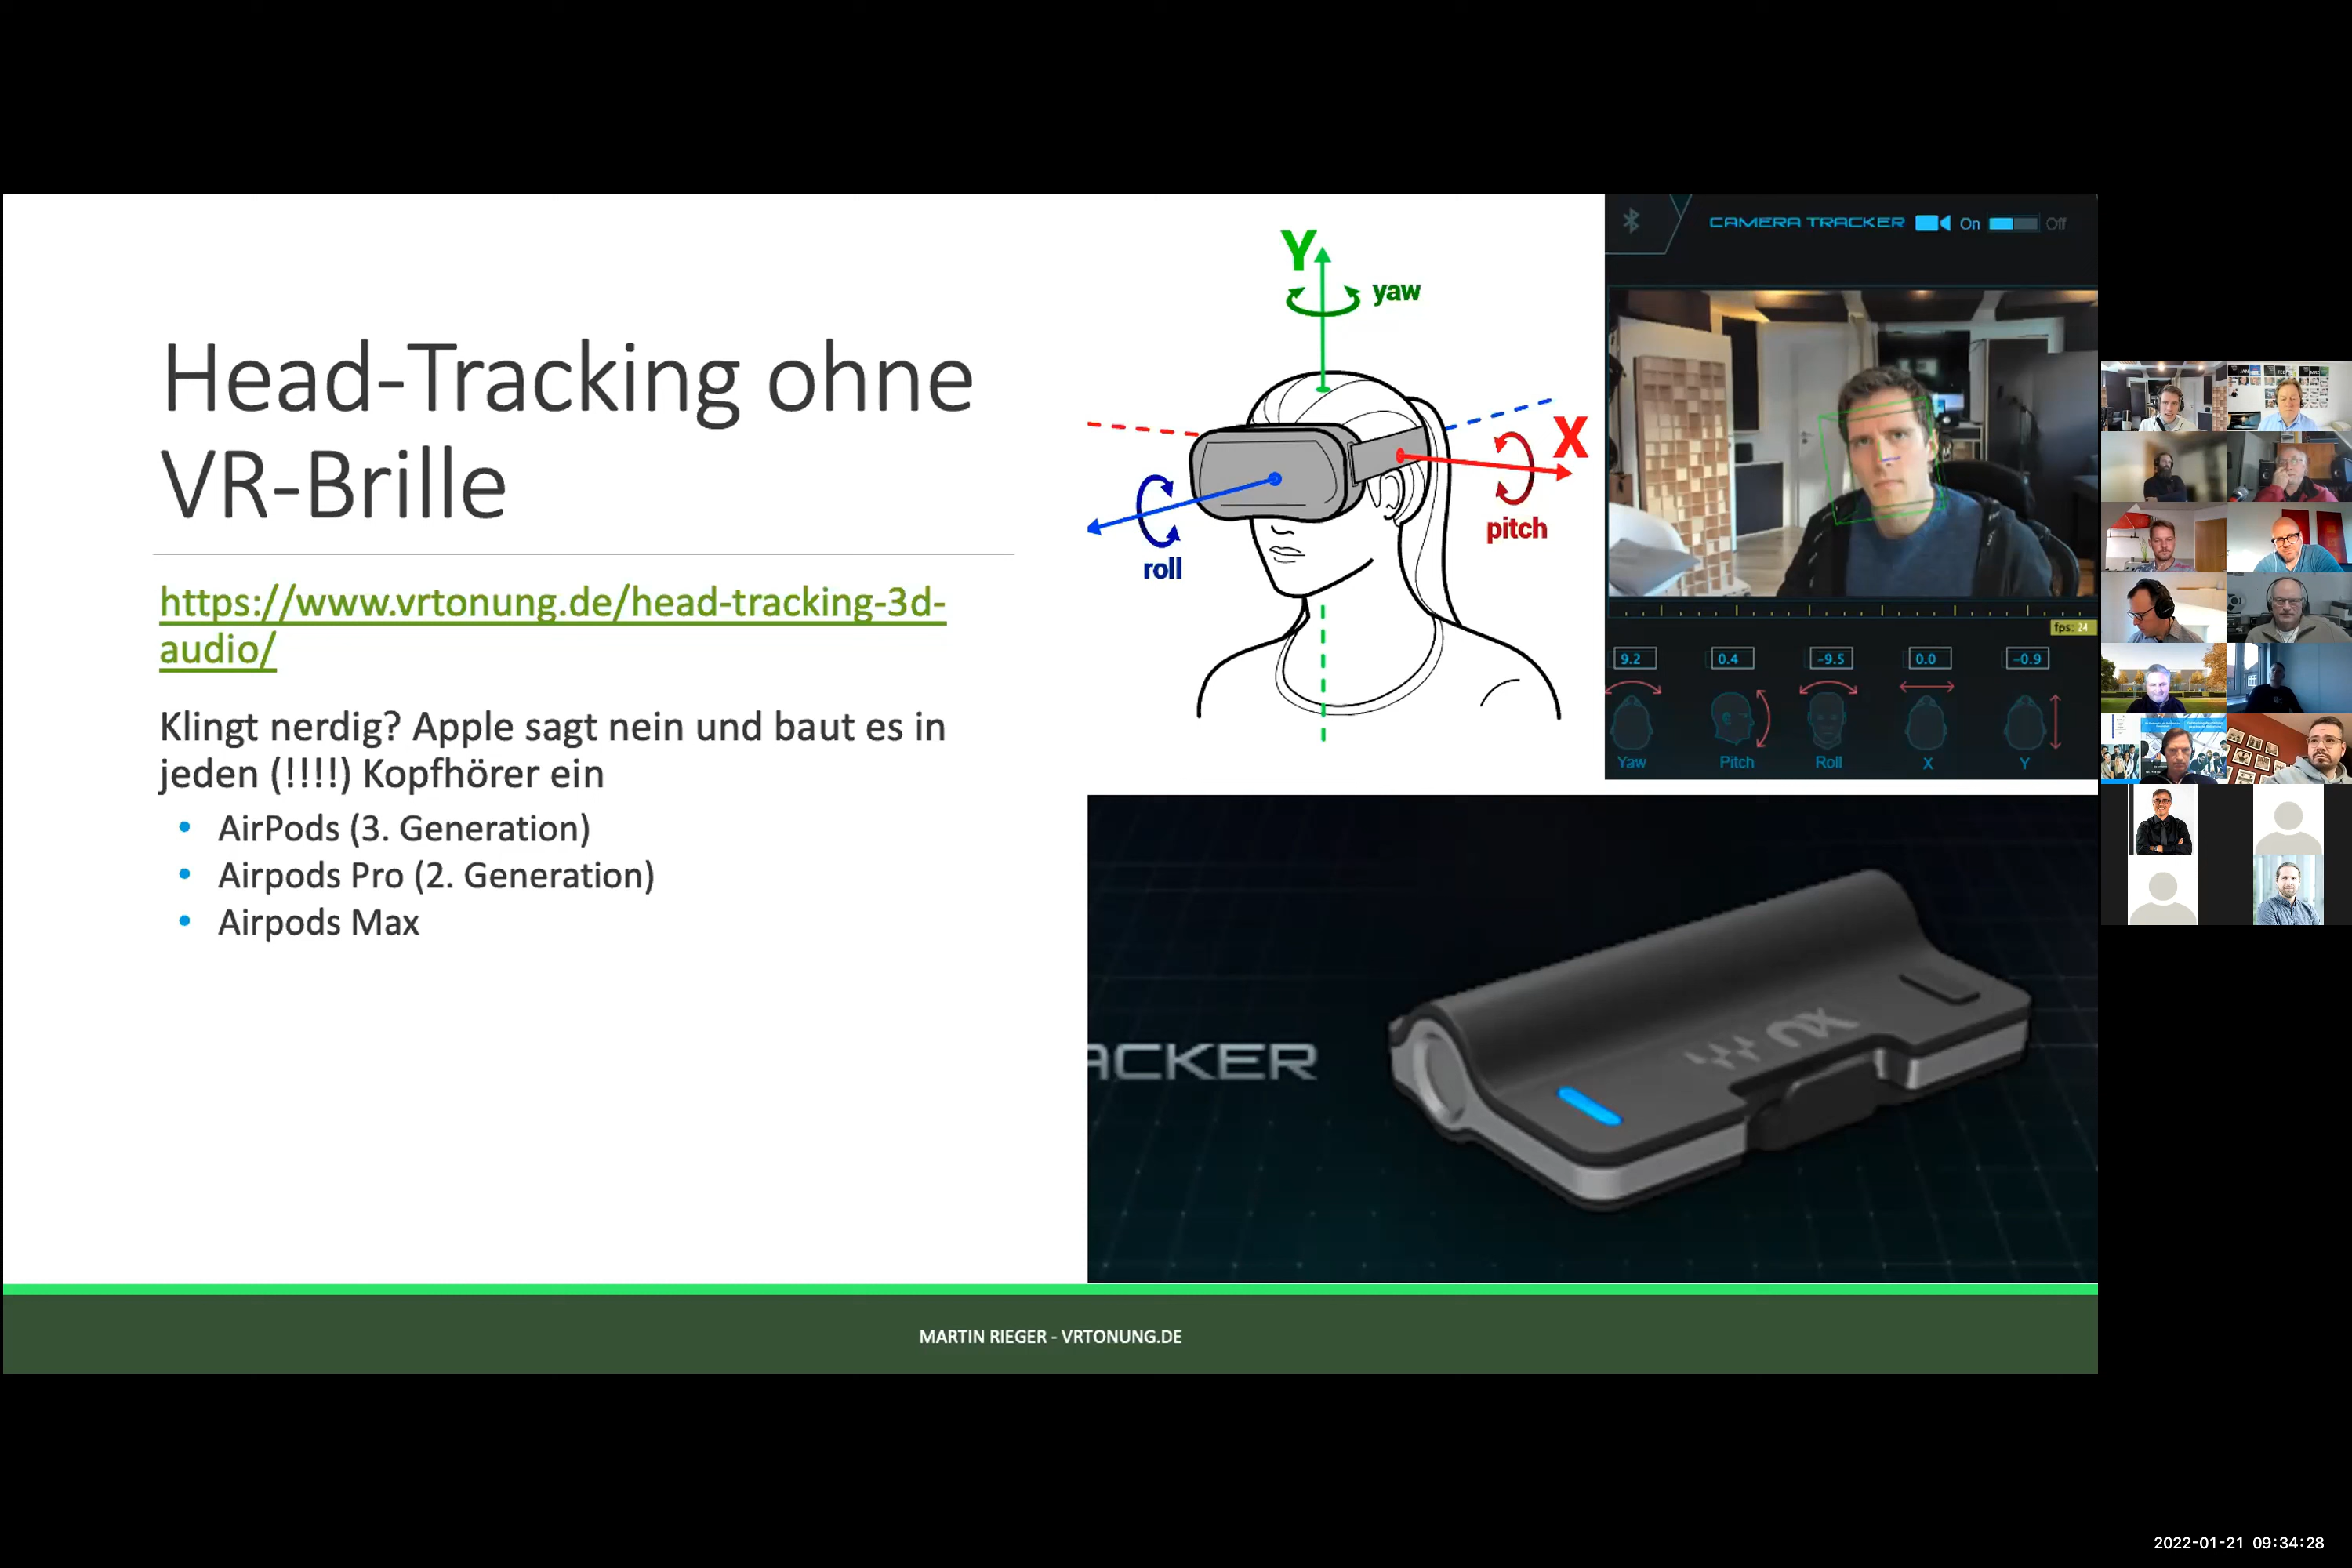 Head-Tracking ohne
VR-Brille
https://www.vrtonung.de/head-tracking-3d-
audio/
Klingt nerdig? Apple sagt nein und baut es in
jeden (!!!!) Kopfhörer ein
• AirPods (3. Generation)
• Airpods Pro (2. Generation)
• Airpods Max
Y
yaw
X
pitch
roll
CAMERA TRACKER On Off
fps: 24
9.2 0.4 -9.5 0.0 -0.9
Yaw Pitch Roll X Y
ACKER
NX
MARTIN RIEGER - VRTONUNG.DE
2022-01-21 09:34:28